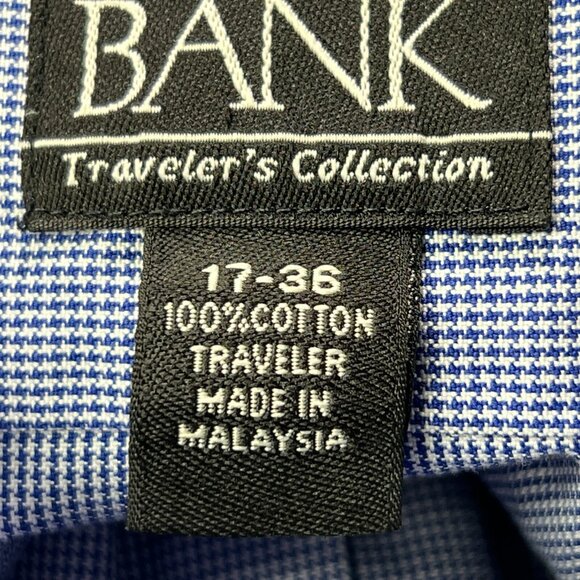 BANK
Traveler's Collection
17-36
100%COTTON
TRAVELER
MADE IN
MALAYSIA